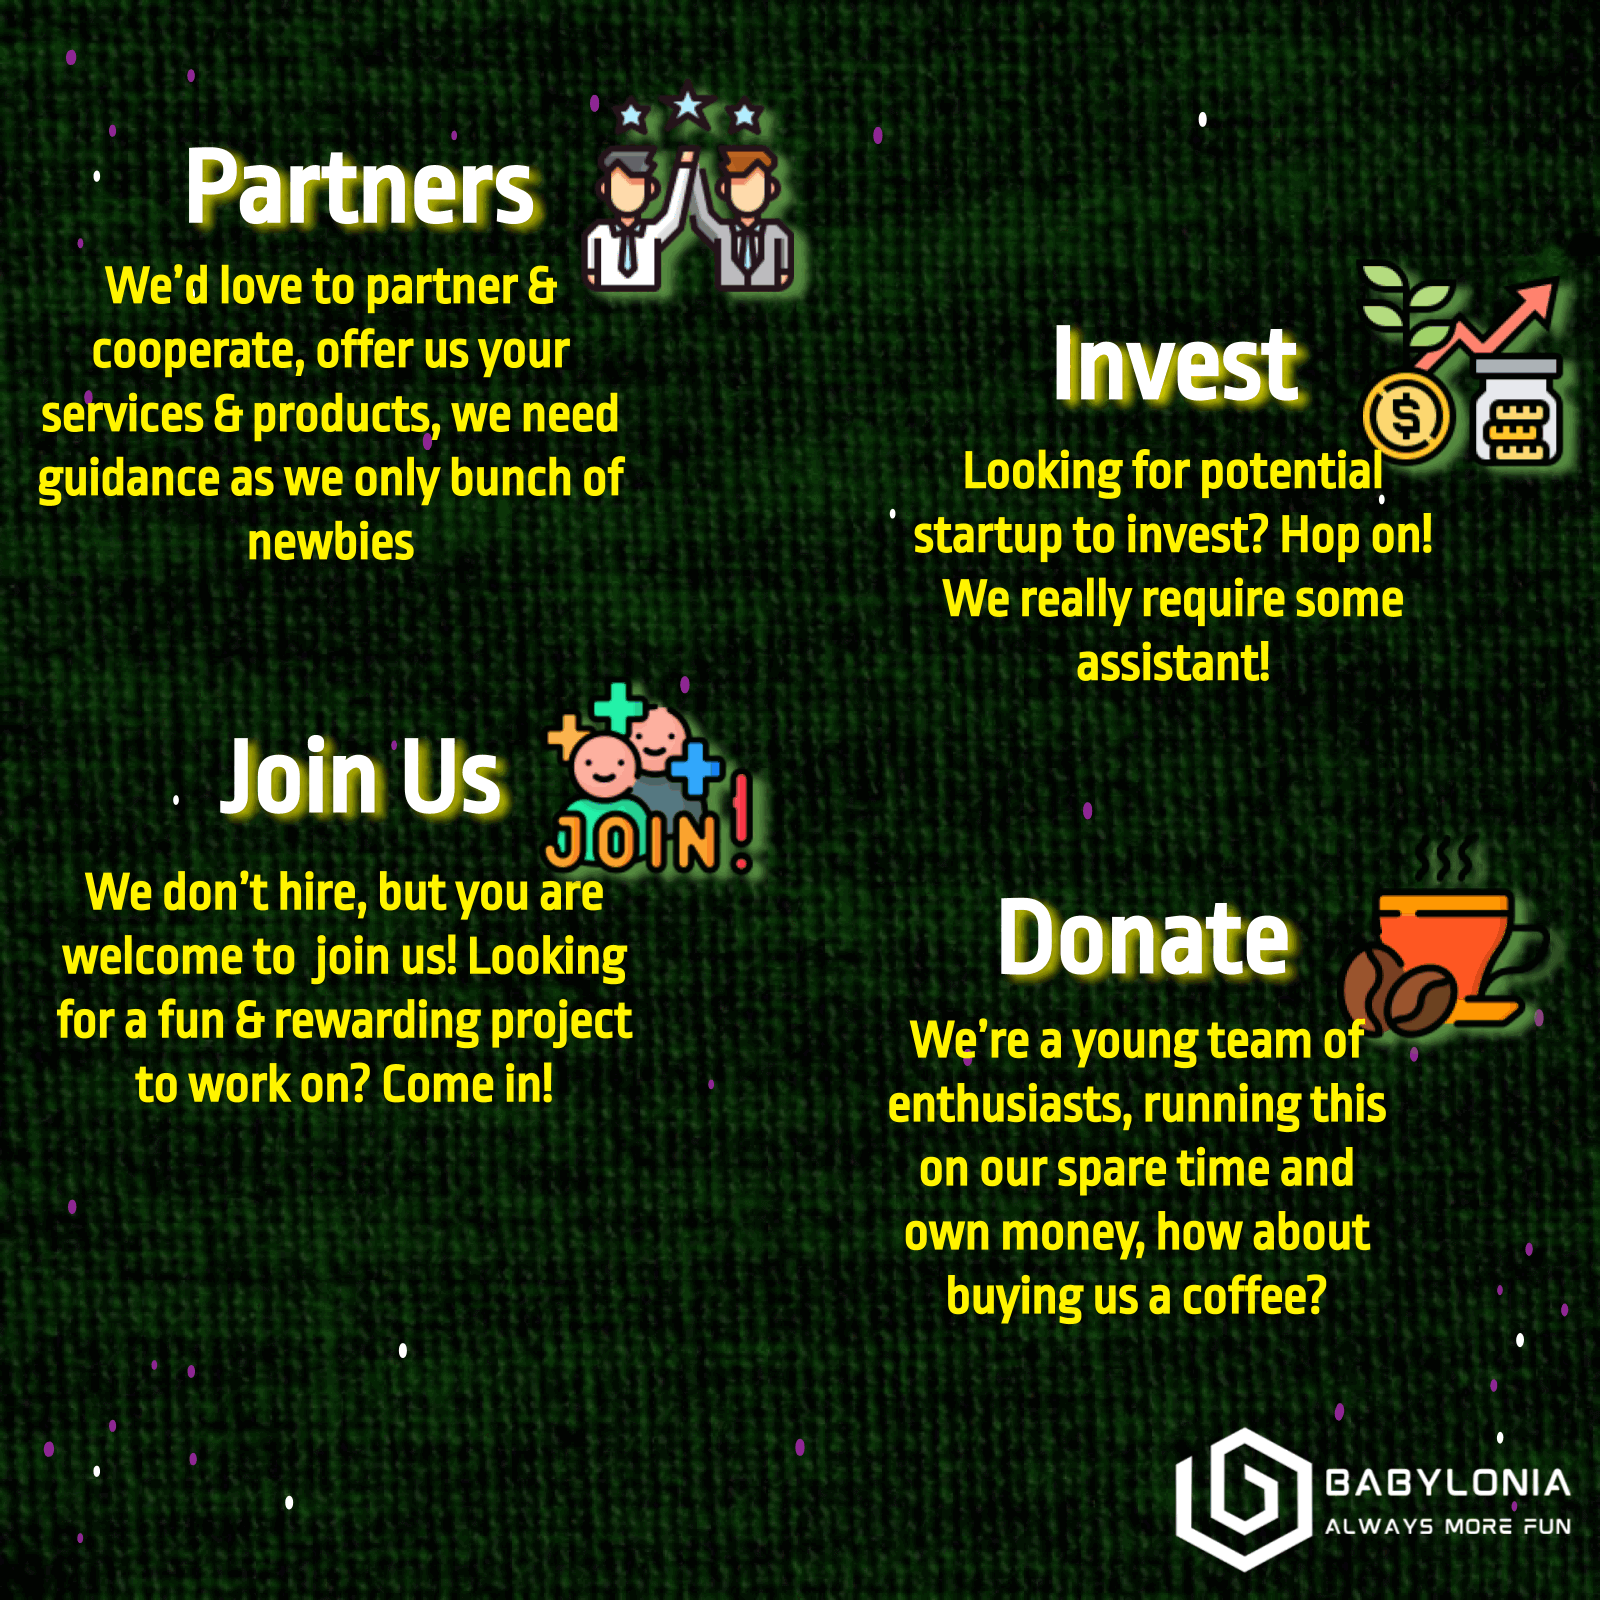 Partners
We’d love to partner &
cooperate, offer us your
services & products, we need
guidance as we only bunch of
newbies
Invest
Looking for potential
startup to invest? Hop on!
We really require some
assistant!
Join Us
JOIN!
We don’t hire, but you are
welcome to  join us! Looking
for a fun & rewarding project
to work on? Come in!
Donate
We’re a young team of
enthusiasts, running this
on our spare time and
own money, how about
buying us a coffee?
BABYLONIA
ALWAYS MORE FUN